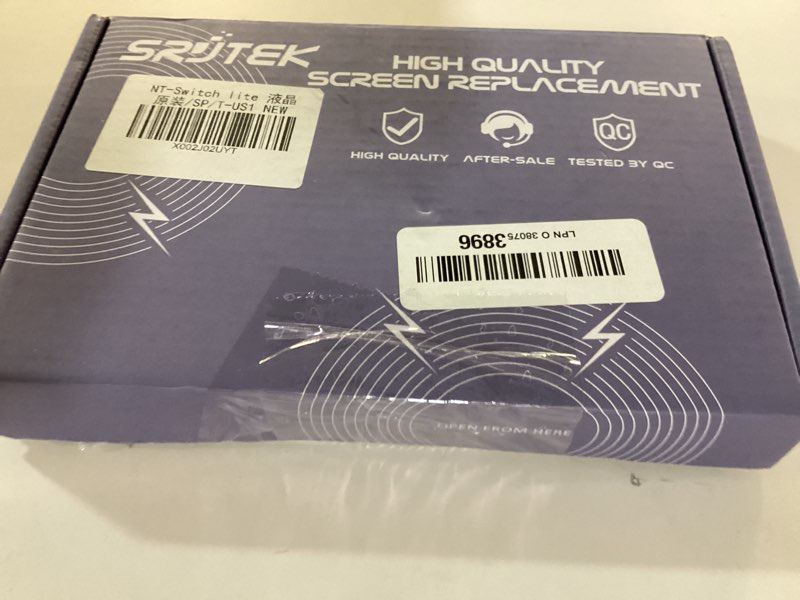 SRUTEK
HIGH QUALITY
SCREEN REPLACEMENT
NT-Switch lite 液晶
原装/SP/T-US1 NEW
X002J02UYT
HIGH QUALITY
AFTER-SALE
QC
TESTED BY QC
LPN O 38075 3896
OPEN FROM HERE